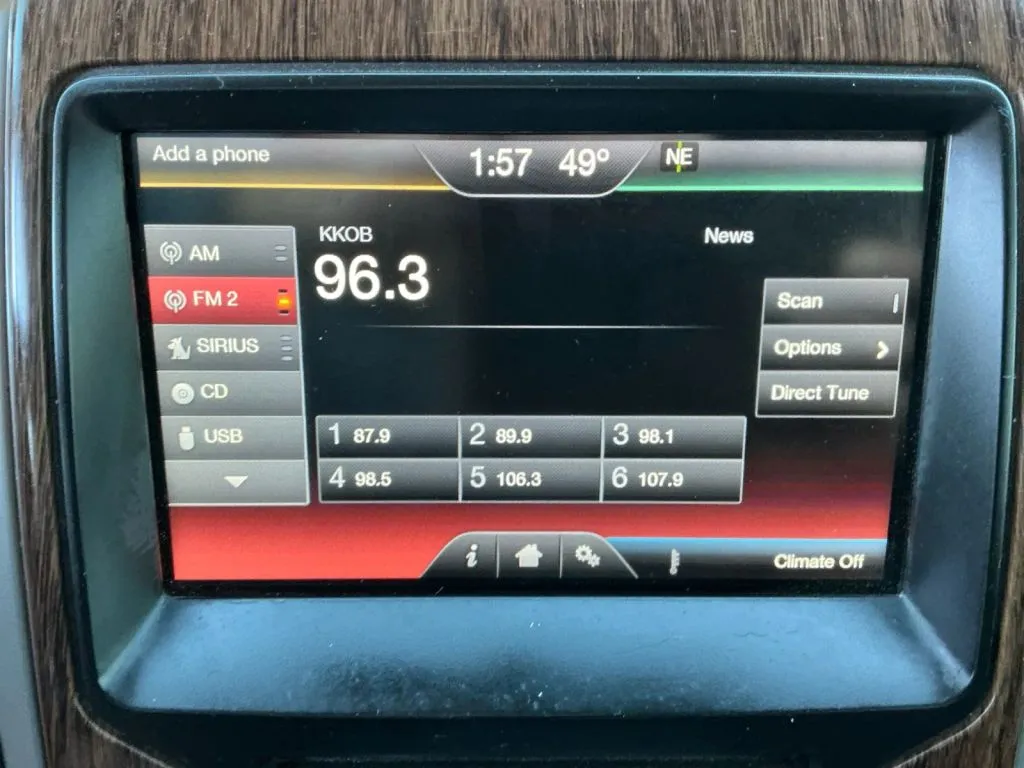 Add a phone
1:57 49°
NE
KKOB
96.3
News
AM
FM 2
SIRIUS
CD
USB
Scan
Options
Direct Tune
1 87.9
2 89.9
3 98.1
4 98.5
5 106.3
6 107.9
i
Climate Off